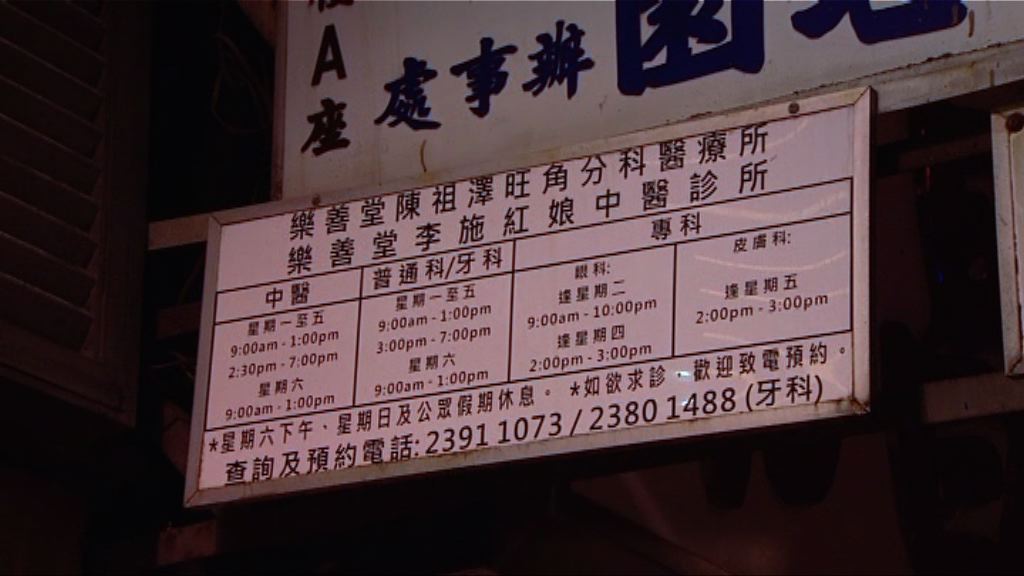 A
座
處事辦
樂善堂陳祖澤旺角分科醫療所
樂善堂李施紅娘中醫診所
中醫
普通科/牙科
專科
星期一至五
9:00am - 1:00pm
2:30pm - 7:00pm
星期六
9:00am - 1:00pm
星期一至五
9:00am - 1:00pm
3:00pm - 7:00pm
星期六
9:00am - 1:00pm
眼科:
逢星期二
9:00am - 10:00pm
逢星期四
2:00pm - 3:00pm
皮膚科:
逢星期五
2:00pm - 3:00pm
*星期六下午、星期日及公眾假期休息。 *如欲求診，歡迎致電預約。
查詢及預約電話: 2391 1073 / 2380 1488 (牙科)